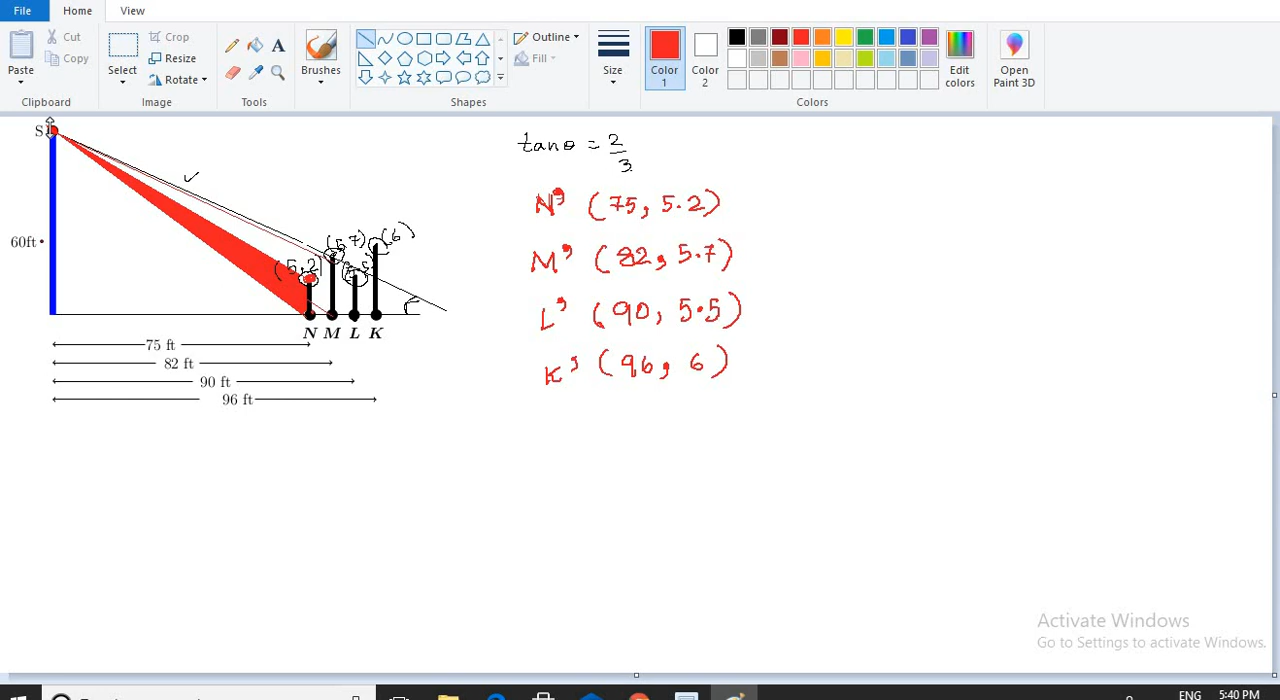 File Home View
Cut
Copy
Paste
Clipboard
Select
Crop
Resize
Rotate
Image
Tools
Brushes
Outline
Fill
Shapes
Size
Color 1
Color 2
Colors
Edit colors
Open Paint 3D
S
60ft
(5.2)
(5.7)
(6)
N M L K
75 ft
82 ft
90 ft
96 ft
tanθ = 2/3
N' (75, 5.2)
M' (82, 5.7)
L' (90, 5.5)
K' (96, 6)
Activate Windows
Go to Settings to activate Windows.
ENG 5:40 PM